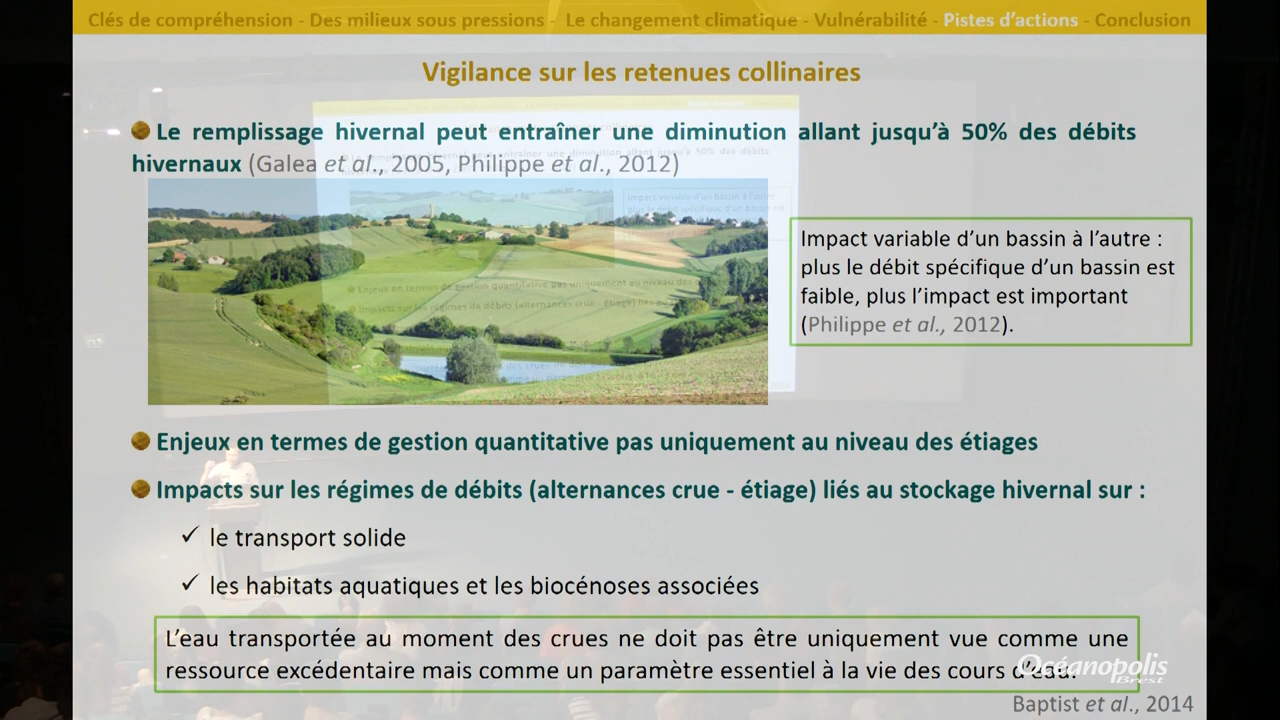 Clés de compréhension - Des milieux sous pressions - Le changement climatique - Vulnérabilité - Pistes d'actions - Conclusion
Vigilance sur les retenues collinaires
Le remplissage hivernal peut entraîner une diminution allant jusqu'à 50% des débits
hivernaux (Galea et al., 2005, Philippe et al., 2012)
Impact variable d'un bassin à l'autre :
plus le débit spécifique d'un bassin est
faible, plus l'impact est important
(Philippe et al., 2012).
Enjeux en termes de gestion quantitative pas uniquement au niveau des étiages
Impacts sur les régimes de débits (alternances crue - étiage) liés au stockage hivernal sur :
✓ le transport solide
✓ les habitats aquatiques et les biocénoses associées
L'eau transportée au moment des crues ne doit pas être uniquement vue comme une
ressource excédentaire mais comme un paramètre essentiel à la vie des cours d'eau.
Océanopolis
Brest
Baptist et al., 2014